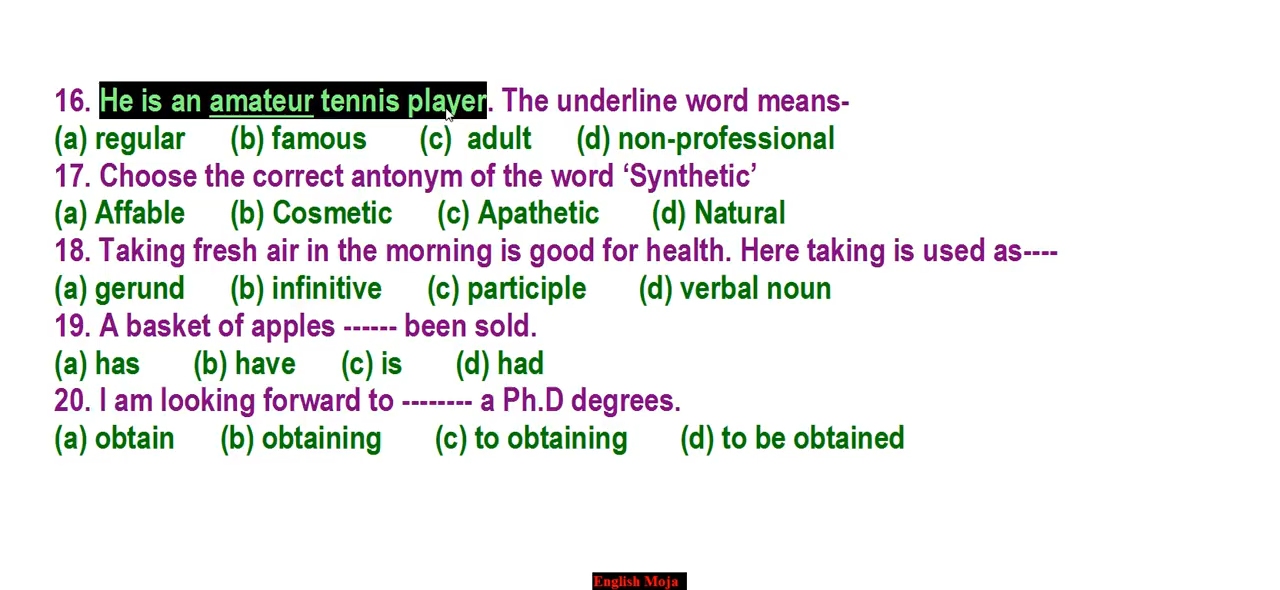 16. He is an amateur tennis player. The underline word means-
(a) regular (b) famous (c) adult (d) non-professional
17. Choose the correct antonym of the word ‘Synthetic’
(a) Affable (b) Cosmetic (c) Apathetic (d) Natural
18. Taking fresh air in the morning is good for health. Here taking is used as----
(a) gerund (b) infinitive (c) participle (d) verbal noun
19. A basket of apples ------ been sold.
(a) has (b) have (c) is (d) had
20. I am looking forward to -------- a Ph.D degrees.
(a) obtain (b) obtaining (c) to obtaining (d) to be obtained
English Moja